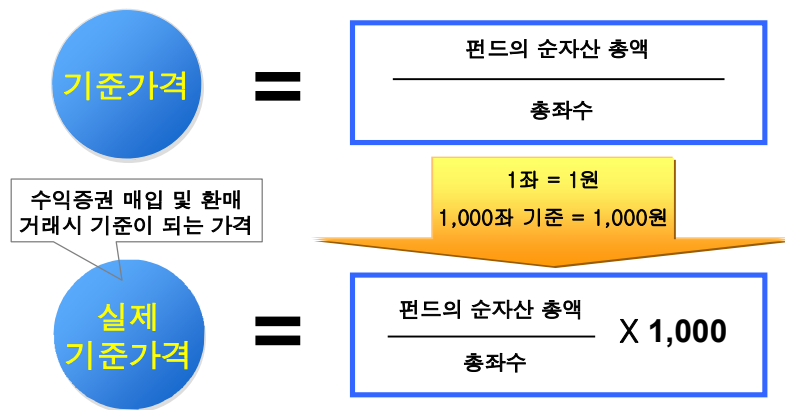 기준가격
=
펀드의 순자산 총액
총좌수
1좌 = 1원
1,000좌 기준 = 1,000원
수익증권 매입 및 환매
거래시 기준이 되는 가격
실제
기준가격
=
펀드의 순자산 총액
총좌수
X 1,000